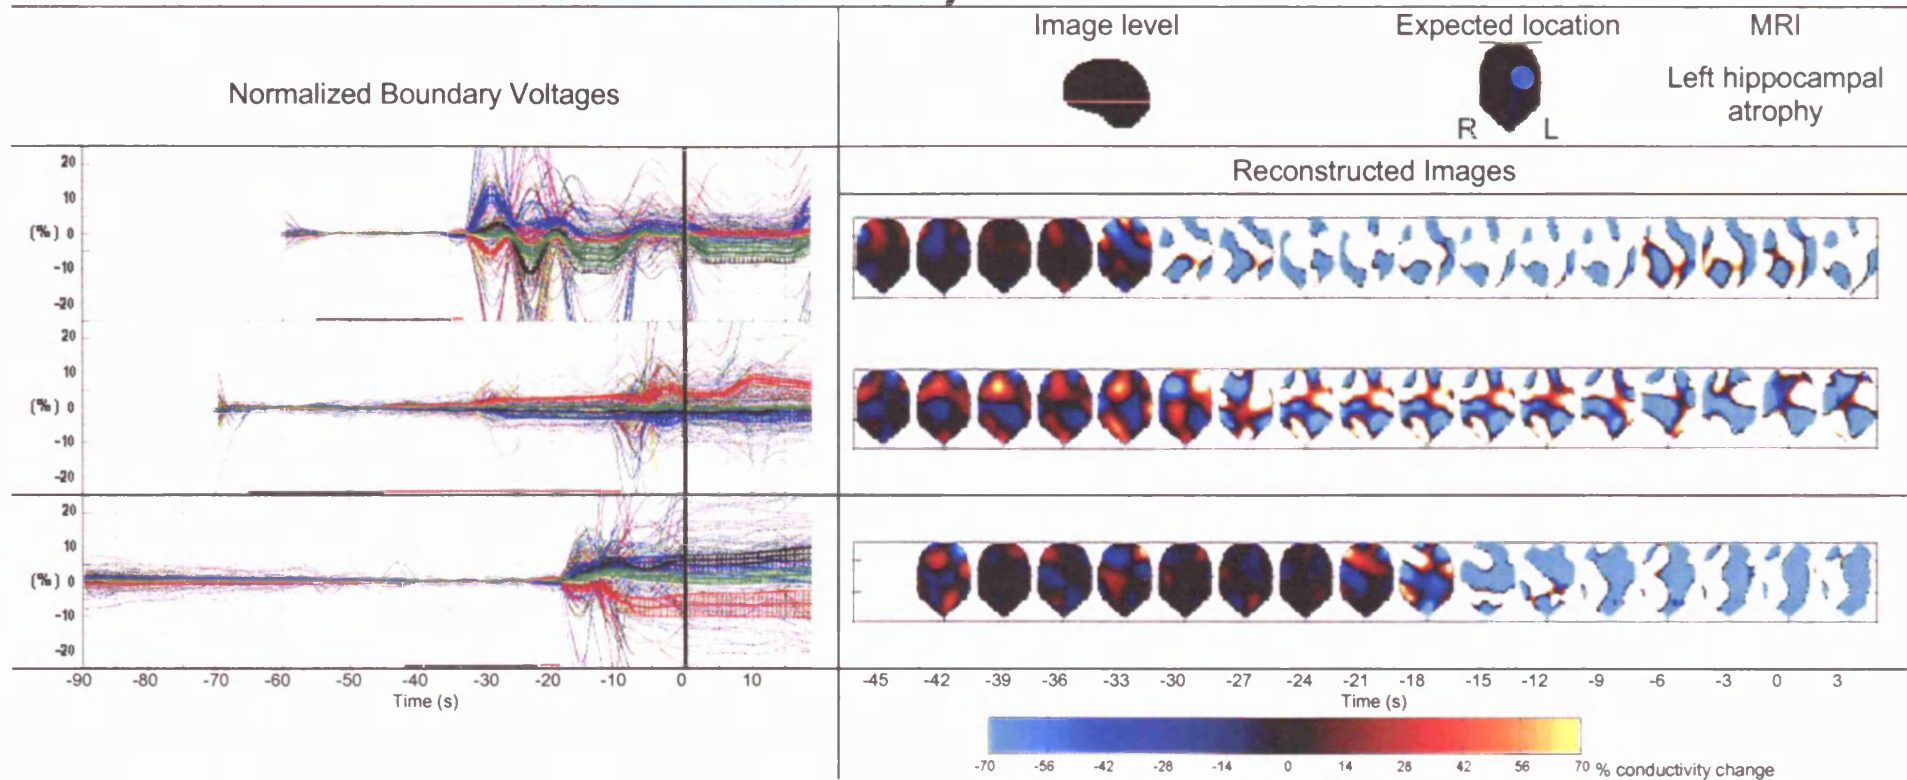 Image level
Expected location
MRI
Normalized Boundary Voltages
Left hippocampal
atrophy
R L
Reconstructed Images
20
10
(%) 0
-10
-20
20
10
(%) 0
-10
-20
20
10
(%) 0
-10
-20
-90 -80 -70 -60 -50 -40 -30 -20 -10 0 10
Time (s)
-45 -42 -39 -36 -33 -30 -27 -24 -21 -18 -15 -12 -9 -6 -3 0 3
Time (s)
-70 -56 -42 -28 -14 0 14 28 42 56 70 % conductivity change